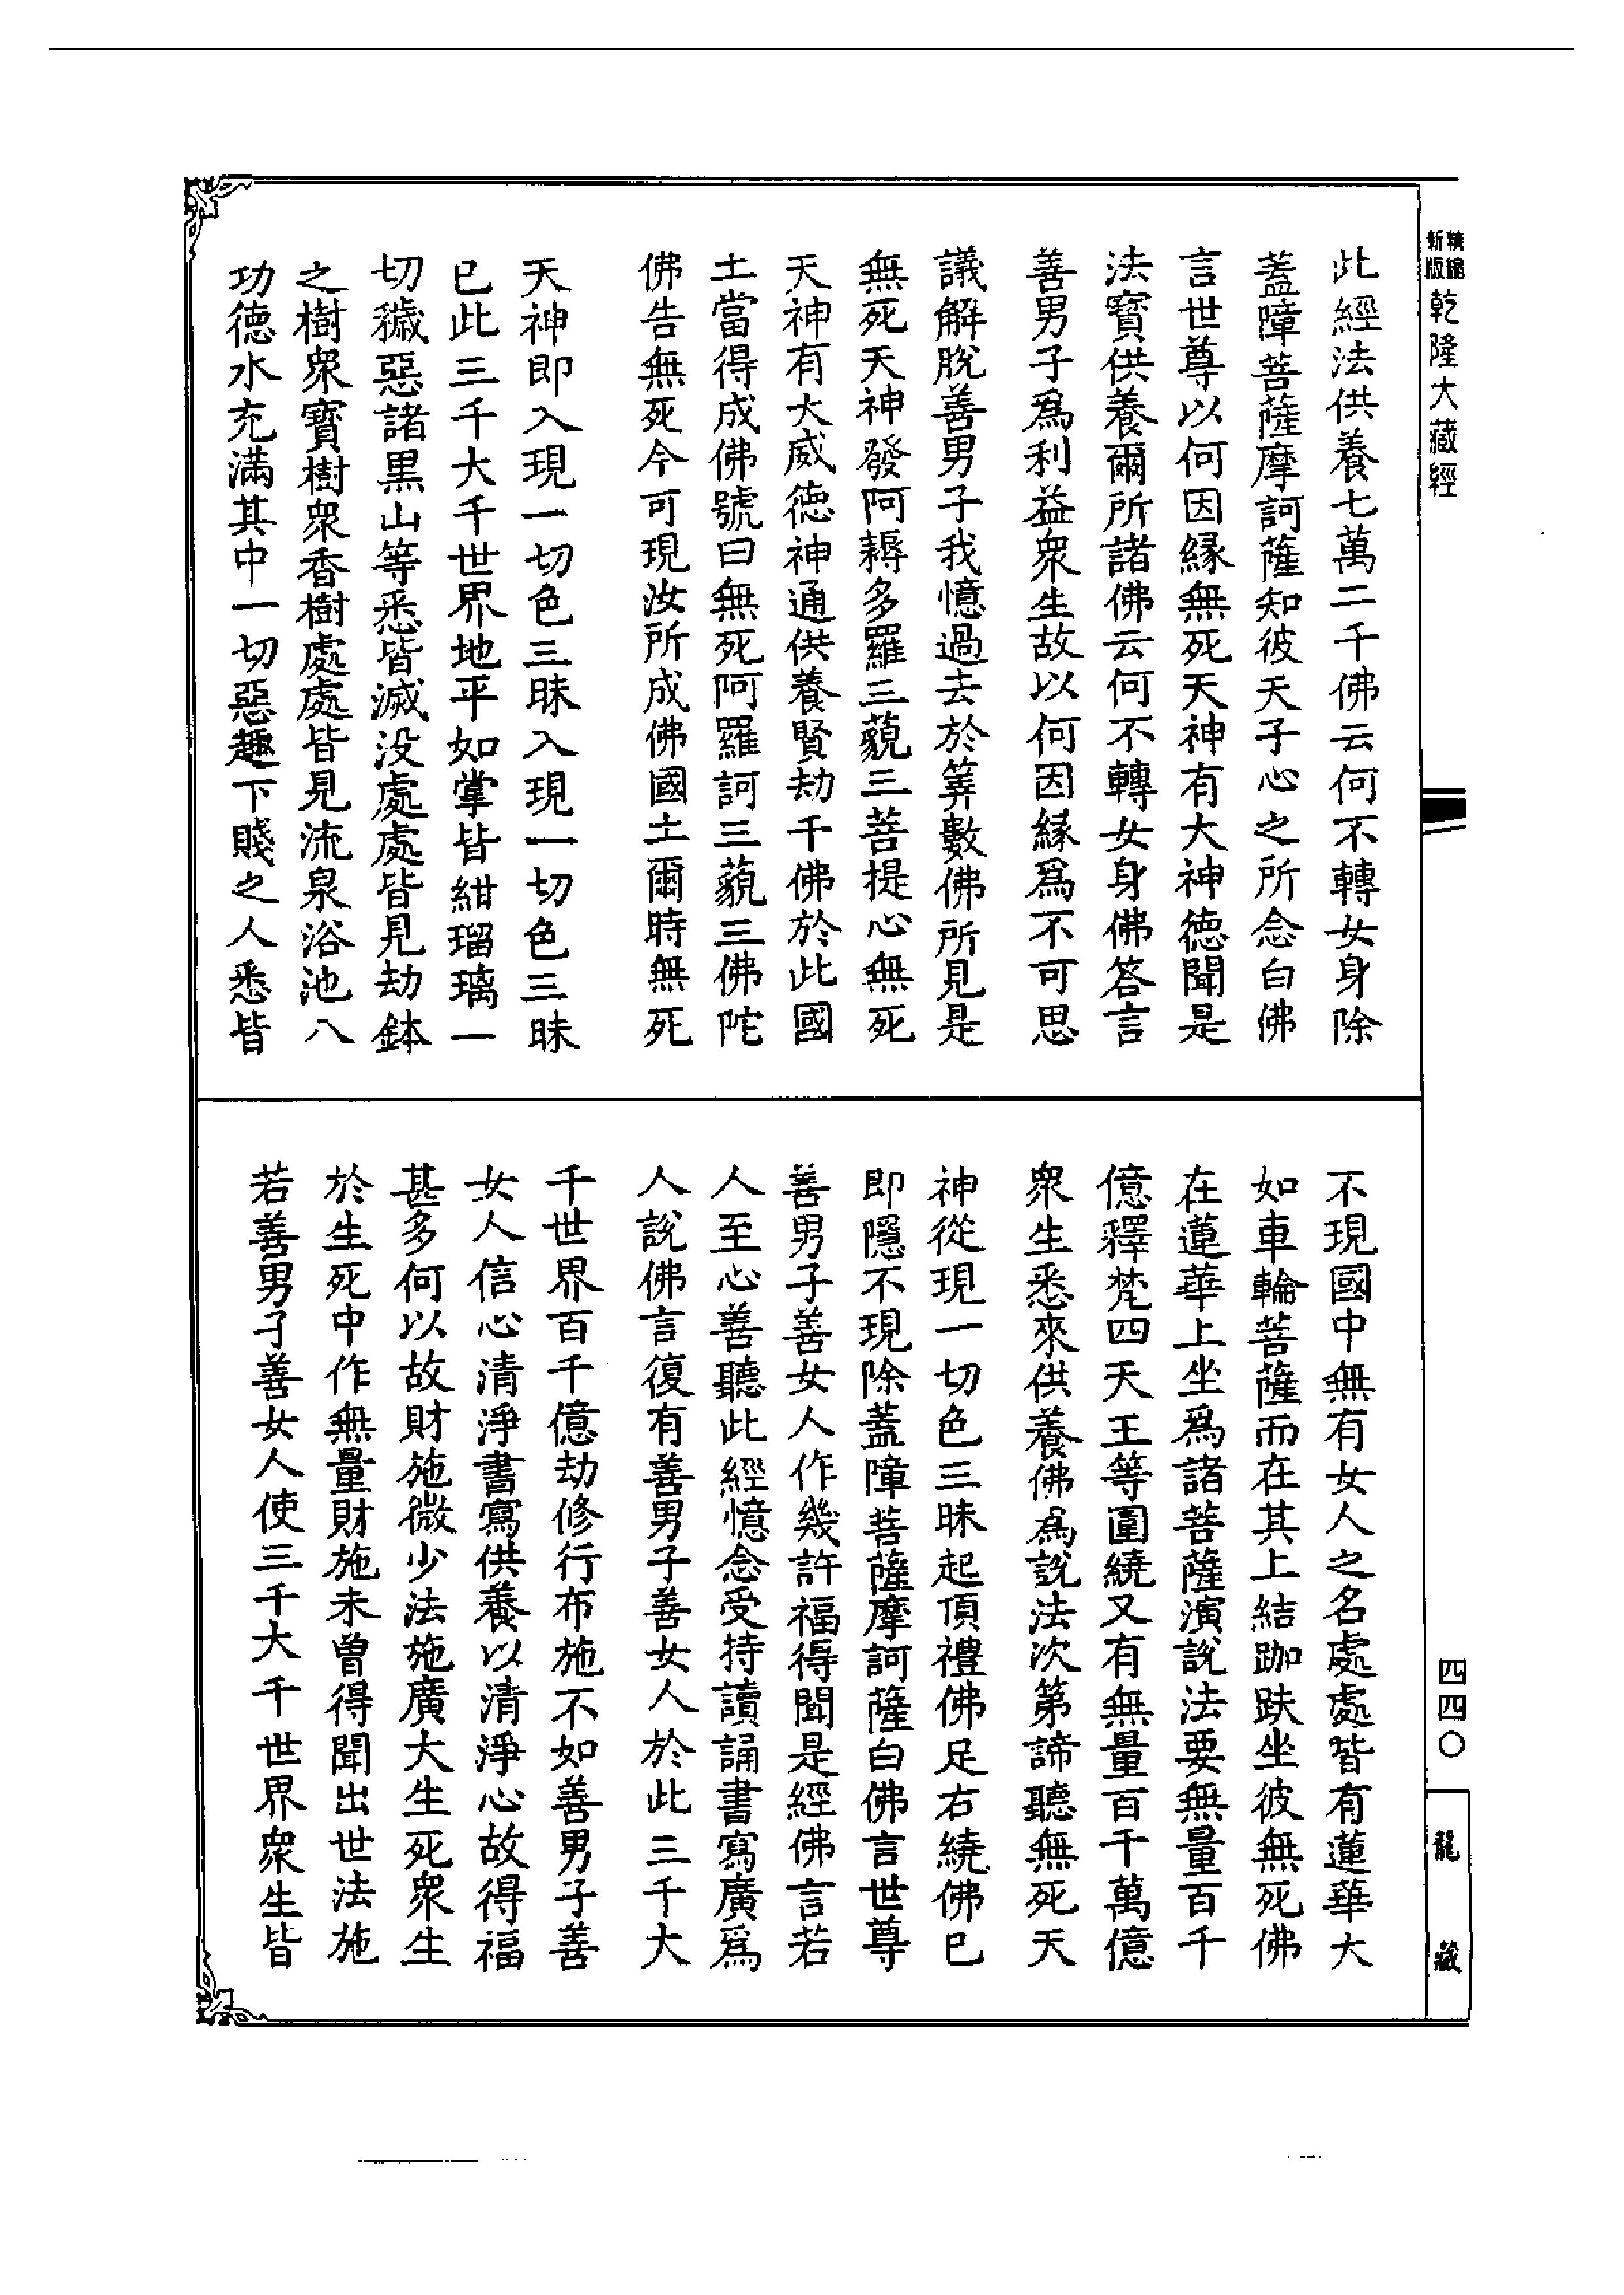 精縮新版乾隆大藏經
此經法供養七萬二千佛云何不轉女身除
蓋障菩薩摩訶薩知彼天子心之所念白佛
言世尊以何因緣無死天神有大神德聞是
法寶供養爾所諸佛云何不轉女身佛答言
善男子爲利益衆生故以何因緣爲不可思
議解脫善男子我憶過去於筭數佛所見是
無死天神發阿耨多羅三藐三菩提心無死
天神有大威德神通供養賢劫千佛於此國
土當得成佛號曰無死阿羅訶三藐三佛陀
佛告無死今可現汝所成佛國土爾時無死
天神即入現一切色三昧入現一切色三昧
已此三千大千世界地平如掌皆紺瑠璃一
切穢惡諸黑山等悉皆滅没處處皆見劫鉢
之樹衆寶樹衆香樹處處皆見流泉浴池八
功德水充滿其中一切惡趣下賤之人悉皆
不現國中無有女人之名處處皆有蓮華大
如車輪菩薩而在其上結跏趺坐彼無死佛
在蓮華上坐爲諸菩薩演說法要無量百千
億釋梵四天王等圍繞又有無量百千萬億
衆生悉來供養佛爲說法次第諦聽無死天
神從現一切色三昧起頂禮佛足右繞佛已
即隱不現除蓋障菩薩摩訶薩白佛言世尊
善男子善女人作幾許福得聞是經佛言若
人至心善聽此經憶念受持讀誦書寫廣爲
人說佛言復有善男子善女人於此三千大
千世界百千億劫修行布施不如善男子善
女人信心清淨書寫供養以清淨心故得福
甚多何以故財施微少法施廣大生死衆生
於生死中作無量財施未曾得聞出世法施
若善男子善女人使三千大千世界衆生皆
四四〇
龍藏